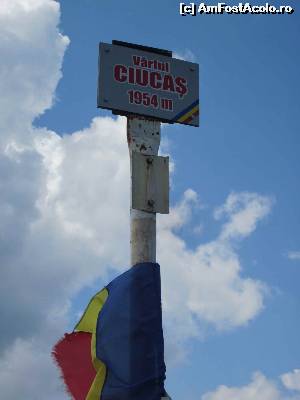 [c] AmFostAcolo.ro
Vârful
CIUCAȘ
1954 m